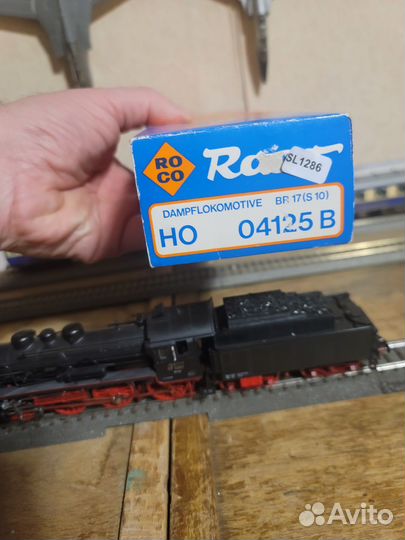 RO
CO
Roco
SL1286
DAMPFLOKOMOTIVE BR 17 (S 10)
HO 04125 B
Avito